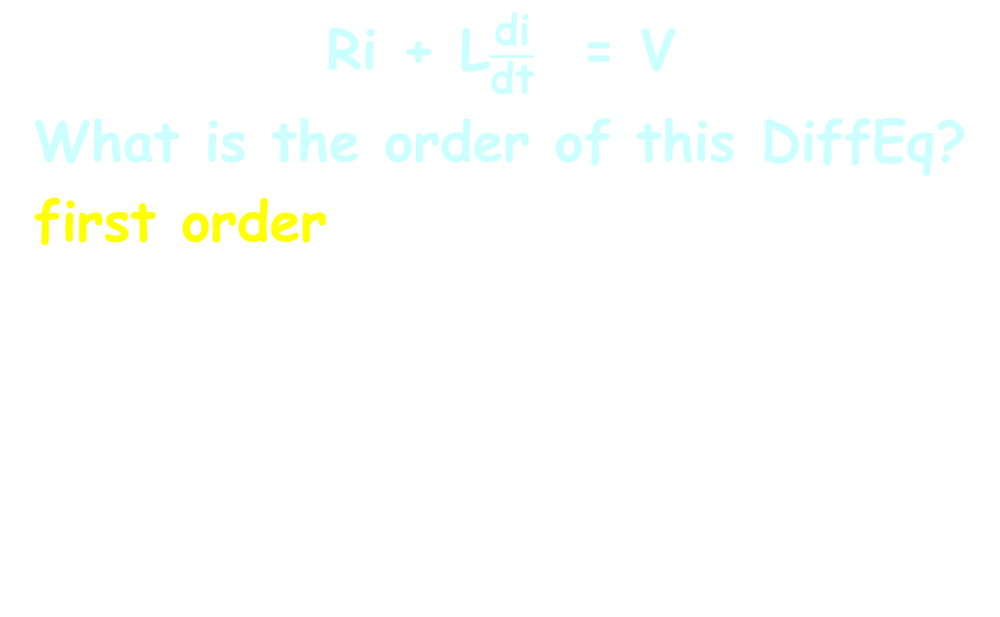 Ri + L di/dt = V
What is the order of this DiffEq?
first order